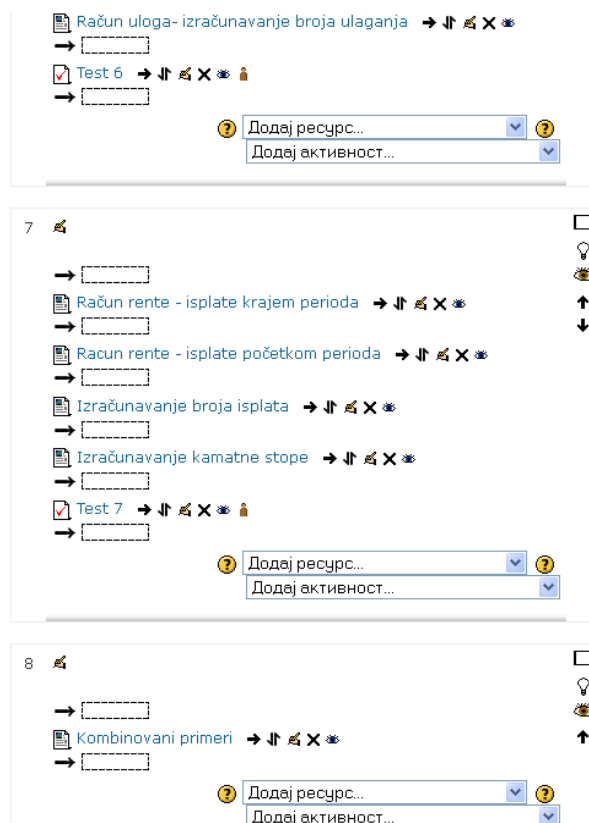 Račun uloga- izračunavanje broja ulaganja
Test 6
Додај ресурс...
Додај активност...
7
Račun rente - isplate krajem perioda
Racun rente - isplate početkom perioda
Izračunavanje broja isplata
Izračunavanje kamatne stope
Test 7
Додај ресурс...
Додај активност...
8
Kombinovani primeri
Додај ресурс...
Додај активност...